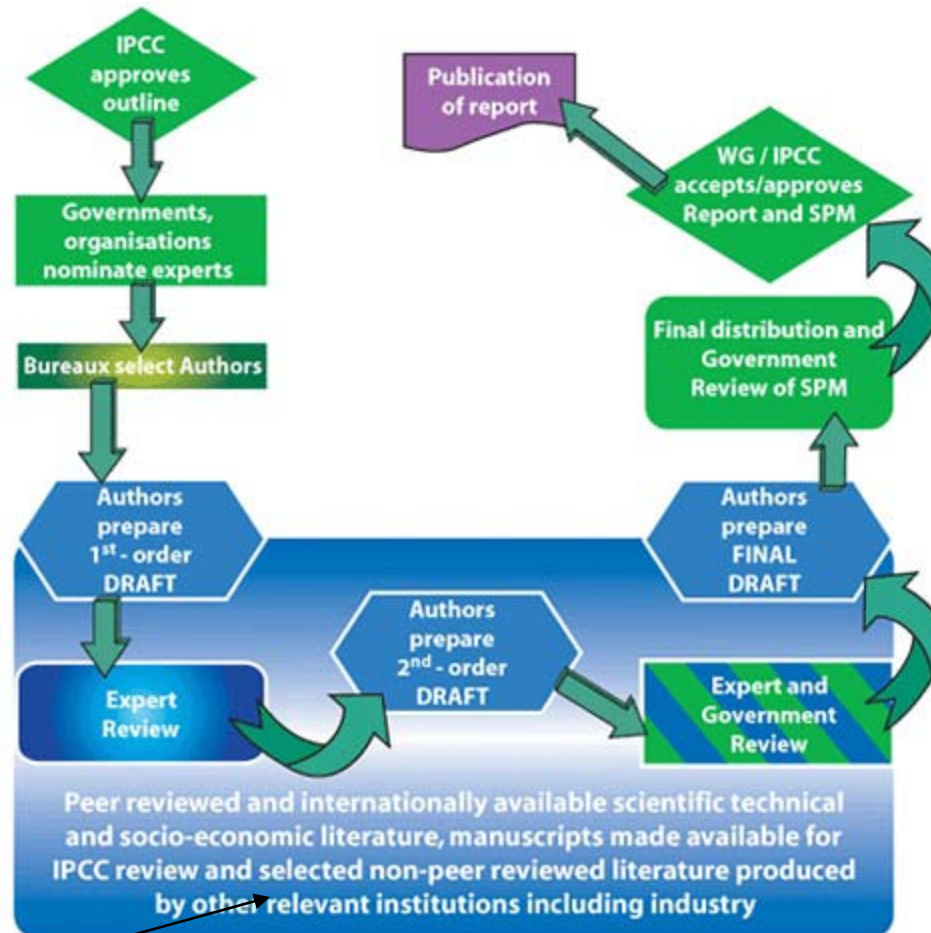 IPCC
approves
outline
Governments,
organisations
nominate experts
Bureaux select Authors
Authors
prepare
1st - order
DRAFT
Expert
Review
Authors
prepare
2nd - order
DRAFT
Expert and
Government
Review
Authors
prepare
FINAL
DRAFT
Final distribution and
Government
Review of SPM
WG / IPCC
accepts/approves
Report and SPM
Publication
of report
Peer reviewed and internationally available scientific technical
and socio-economic literature, manuscripts made available for
IPCC review and selected non-peer reviewed literature produced
by other relevant institutions including industry